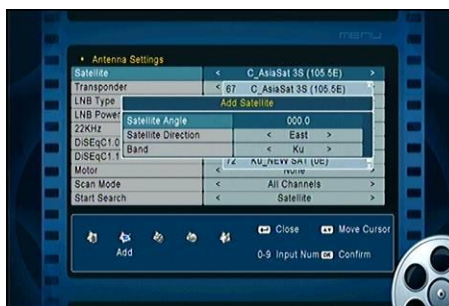 MENU
• Antenna Settings
Satellite < C_AsiaSat 3S (105.5E) >
Transponder < 67 C_AsiaSat 3S (105.5E)
LNB Type
Add Satellite
LNB Power
Satellite Angle 000.0
22KHz
Satellite Direction < East >
DiSEqC1.0
Band < Ku >
DiSEqC1.1 72 KU_NEW SAT (0E)
Motor < None >
Scan Mode < All Channels >
Start Search < Satellite >
Close Move Cursor
Add
0-9 Input Num OK Confirm